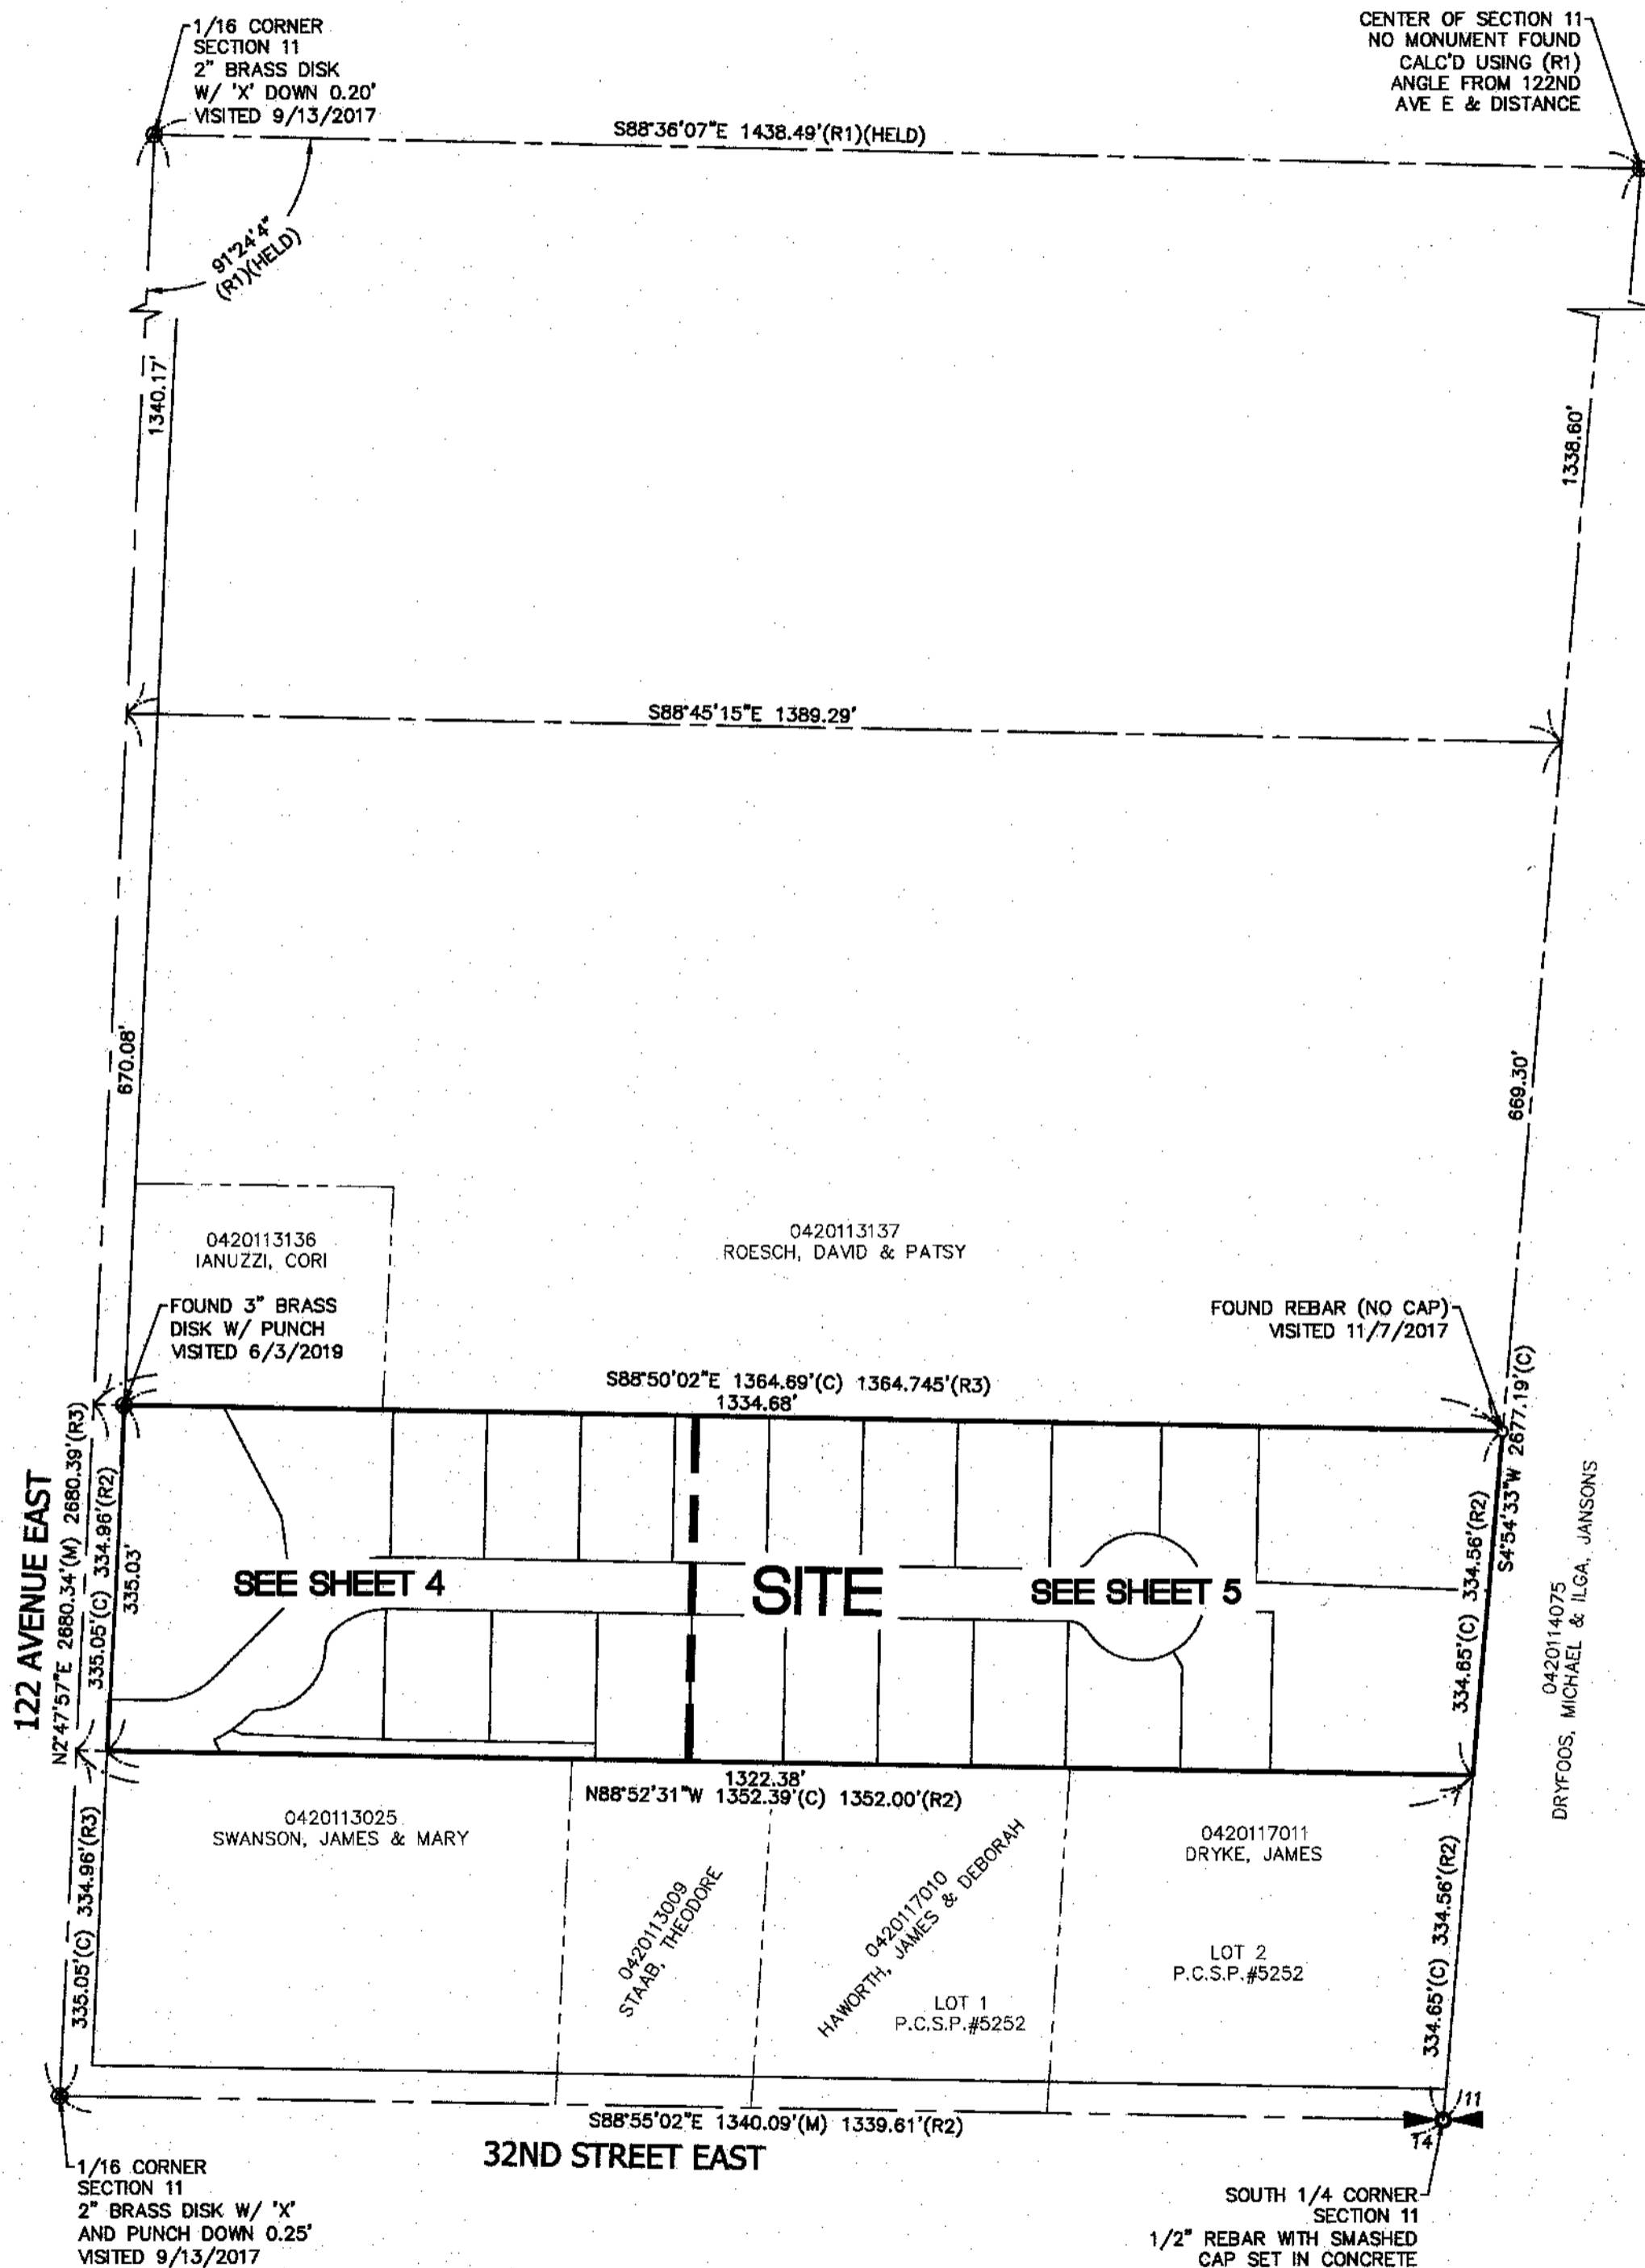 1/16 CORNER
SECTION 11
2" BRASS DISK
W/ 'X' DOWN 0.20'
VISITED 9/13/2017
CENTER OF SECTION 11
NO MONUMENT FOUND
CALC'D USING (R1)
ANGLE FROM 122ND
AVE E & DISTANCE
S88°36'07"E 1438.49'(R1)(HELD)
91°24'4"
(R1)(HELD)
1340.17'
1338.60'
S88°45'15"E 1389.29'
670.08'
669.30'
0420113136
IANUZZI, CORI
0420113137
ROESCH, DAVID & PATSY
FOUND 3" BRASS
DISK W/ PUNCH
VISITED 6/3/2019
FOUND REBAR (NO CAP)
VISITED 11/7/2017
S88°50'02"E 1364.69'(C) 1364.745'(R3)
1334.68'
122 AVENUE EAST
N2°47'57"E 2680.34'(M) 2680.39'(R3)
335.05'(C) 334.96'(R2)
335.03'
SEE SHEET 4
SITE
SEE SHEET 5
334.65'(C) 334.56'(R2)
S4°54'33"W 2677.19'(C)
0420114075
DRYFOOS, MICHAEL & ILGA, JANSONS
1322.38'
N88°52'31"W 1352.39'(C) 1352.00'(R2)
335.05'(C) 334.96'(R3)
0420113025
SWANSON, JAMES & MARY
0420113009
STAAB, THEODORE
0420117010
HAWORTH, JAMES & DEBORAH
LOT 1
P.C.S.P.#5252
0420117011
DRYKE, JAMES
LOT 2
P.C.S.P.#5252
334.65'(C) 334.56'(R2)
S88°55'02"E 1340.09'(M) 1339.61'(R2)
32ND STREET EAST
11
14
1/16 CORNER
SECTION 11
2" BRASS DISK W/ 'X'
AND PUNCH DOWN 0.25'
VISITED 9/13/2017
SOUTH 1/4 CORNER
SECTION 11
1/2" REBAR WITH SMASHED
CAP SET IN CONCRETE